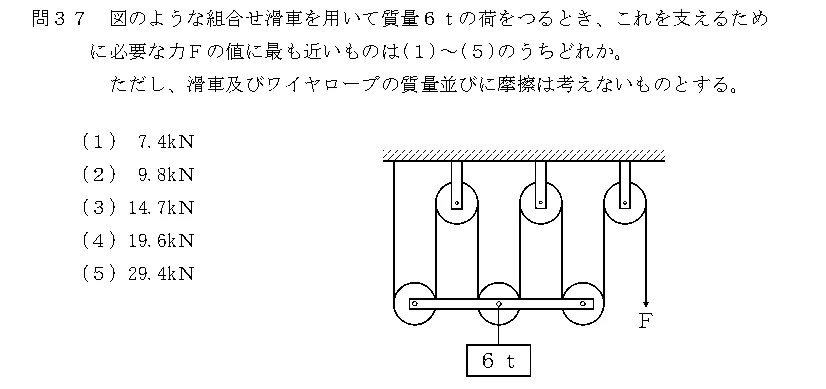 問３７　図のような組合せ滑車を用いて質量６ｔの荷をつるとき、これを支えるため
に必要な力Ｆの値に最も近いものは(１)～(５)のうちどれか。
ただし、滑車及びワイヤロープの質量並びに摩擦は考えないものとする。
(１)　7.4kN
(２)　9.8kN
(３) 14.7kN
(４) 19.6kN
(５) 29.4kN
F
６ｔ